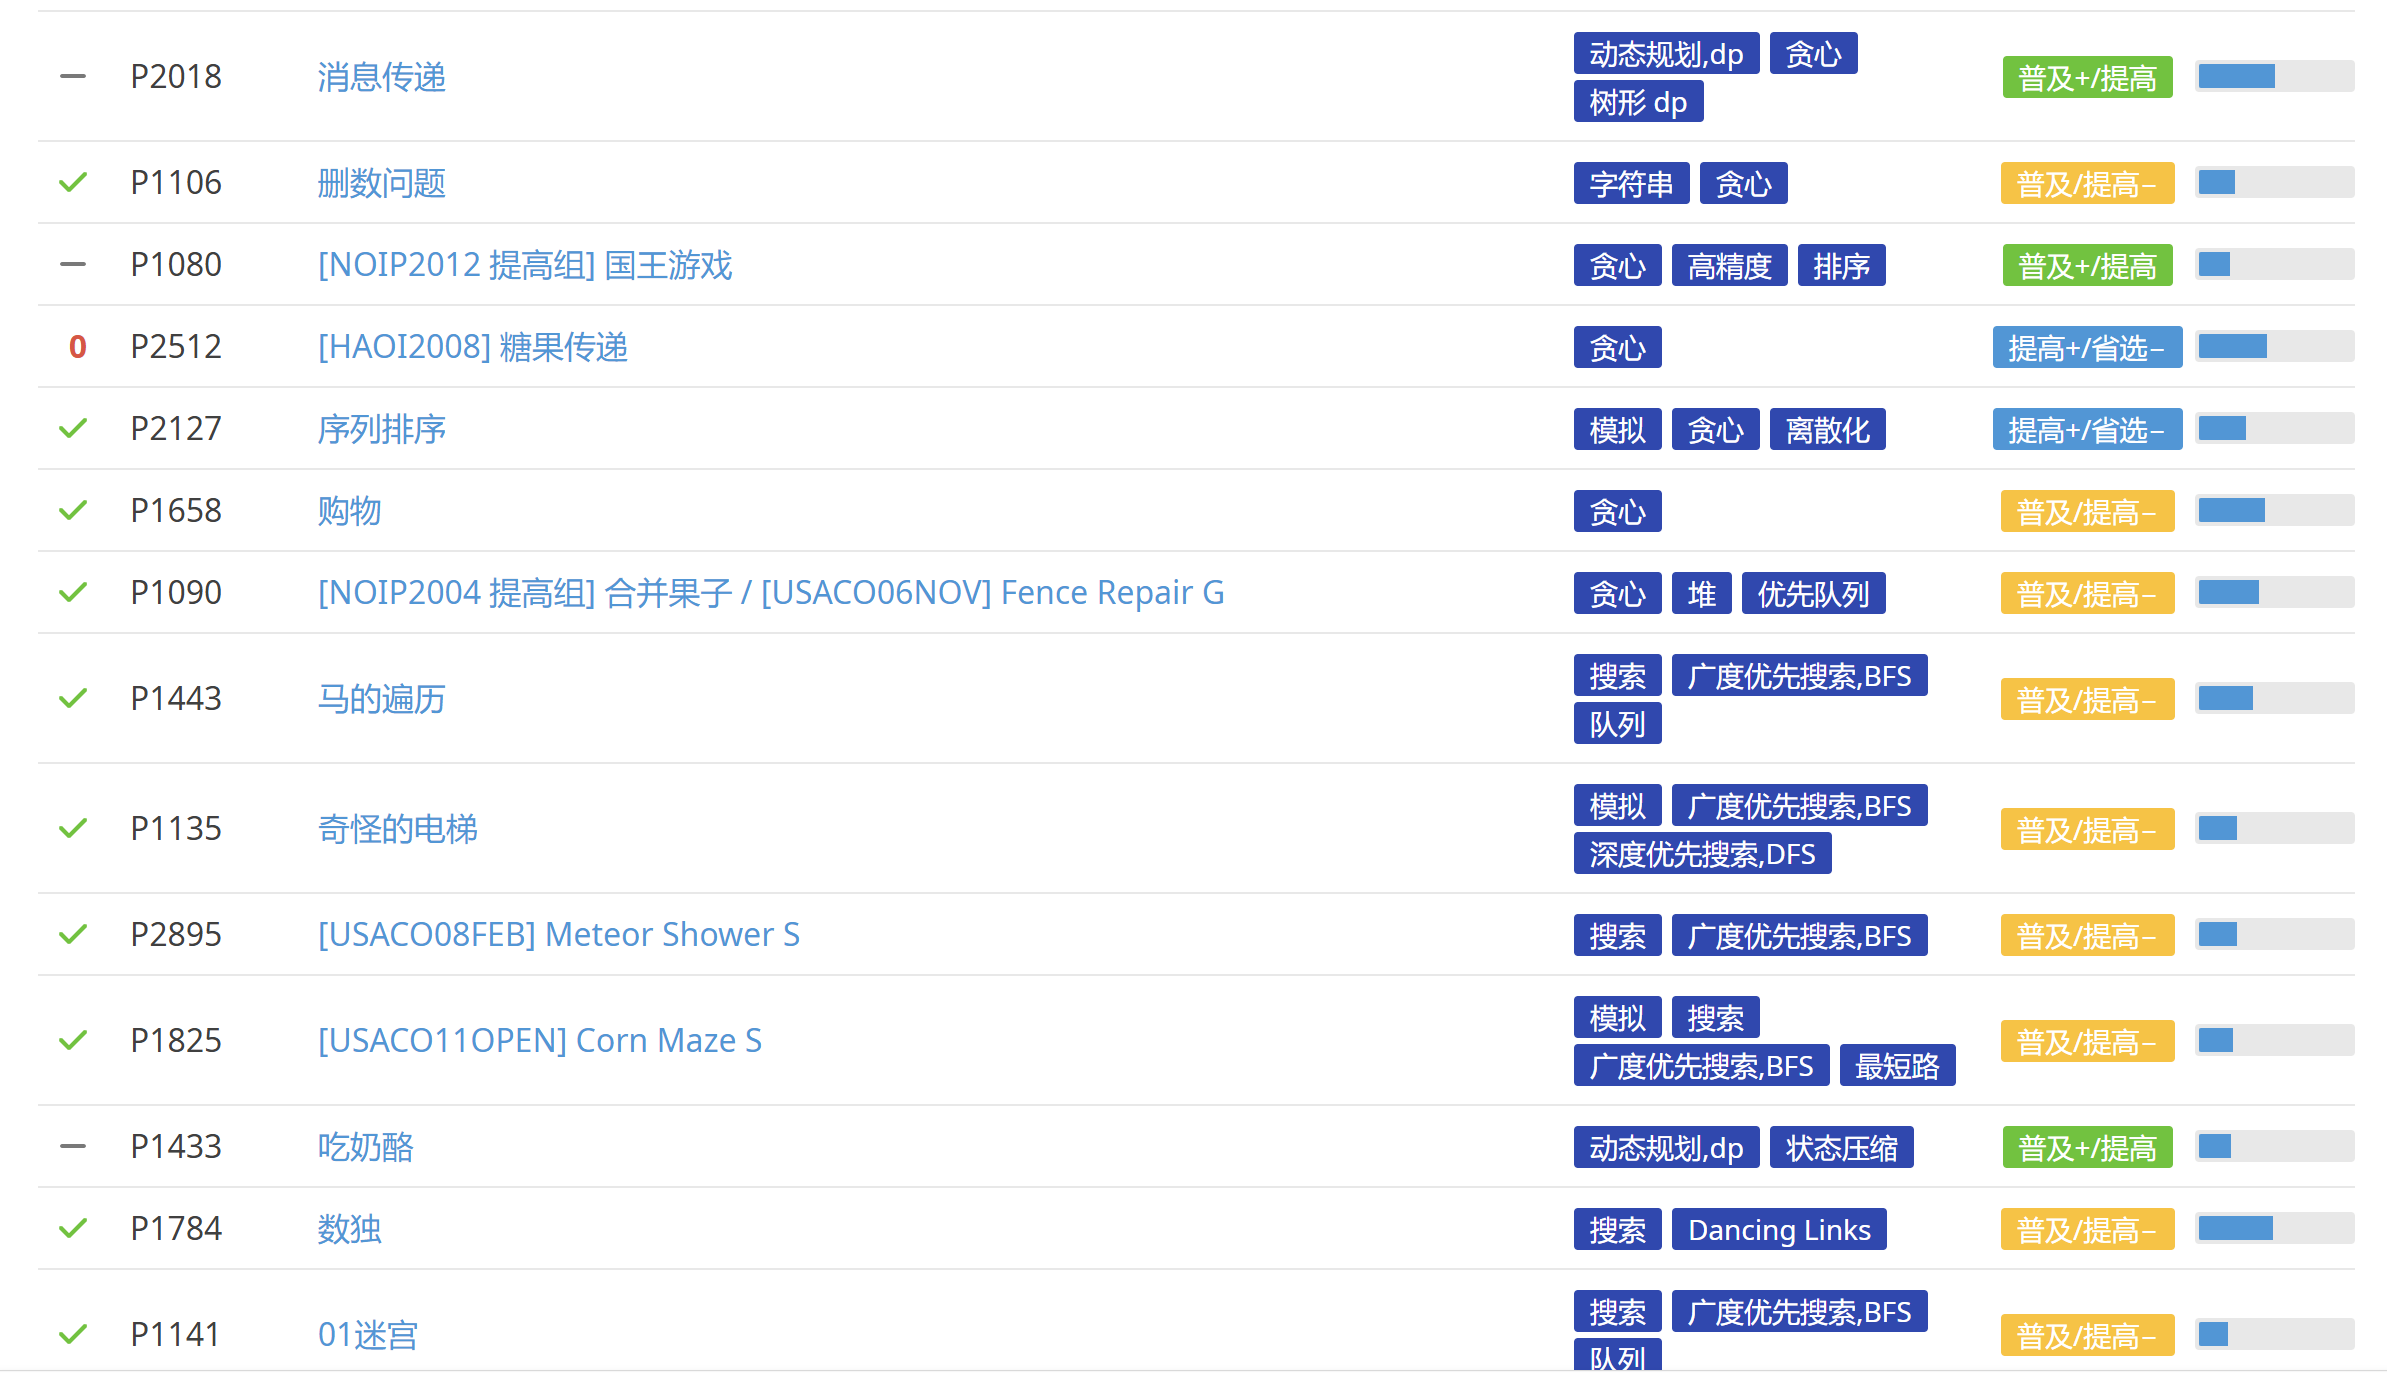 P2018 消息传递 动态规划,dp 贪心 普及+/提高
树形 dp
P1106 删数问题 字符串 贪心 普及/提高−
P1080 [NOIP2012 提高组] 国王游戏 贪心 高精度 排序 普及+/提高
0 P2512 [HAOI2008] 糖果传递 贪心 提高+/省选−
P2127 序列排序 模拟 贪心 离散化 提高+/省选−
P1658 购物 贪心 普及/提高−
P1090 [NOIP2004 提高组] 合并果子 / [USACO06NOV] Fence Repair G 贪心 堆 优先队列 普及/提高−
P1443 马的遍历 搜索 广度优先搜索,BFS 普及/提高−
队列
P1135 奇怪的电梯 模拟 广度优先搜索,BFS 普及/提高−
深度优先搜索,DFS
P2895 [USACO08FEB] Meteor Shower S 搜索 广度优先搜索,BFS 普及/提高−
P1825 [USACO11OPEN] Corn Maze S 模拟 搜索 普及/提高−
广度优先搜索,BFS 最短路
P1433 吃奶酪 动态规划,dp 状态压缩 普及+/提高
P1784 数独 搜索 Dancing Links 普及/提高−
P1141 01迷宫 搜索 广度优先搜索,BFS 普及/提高−
队列